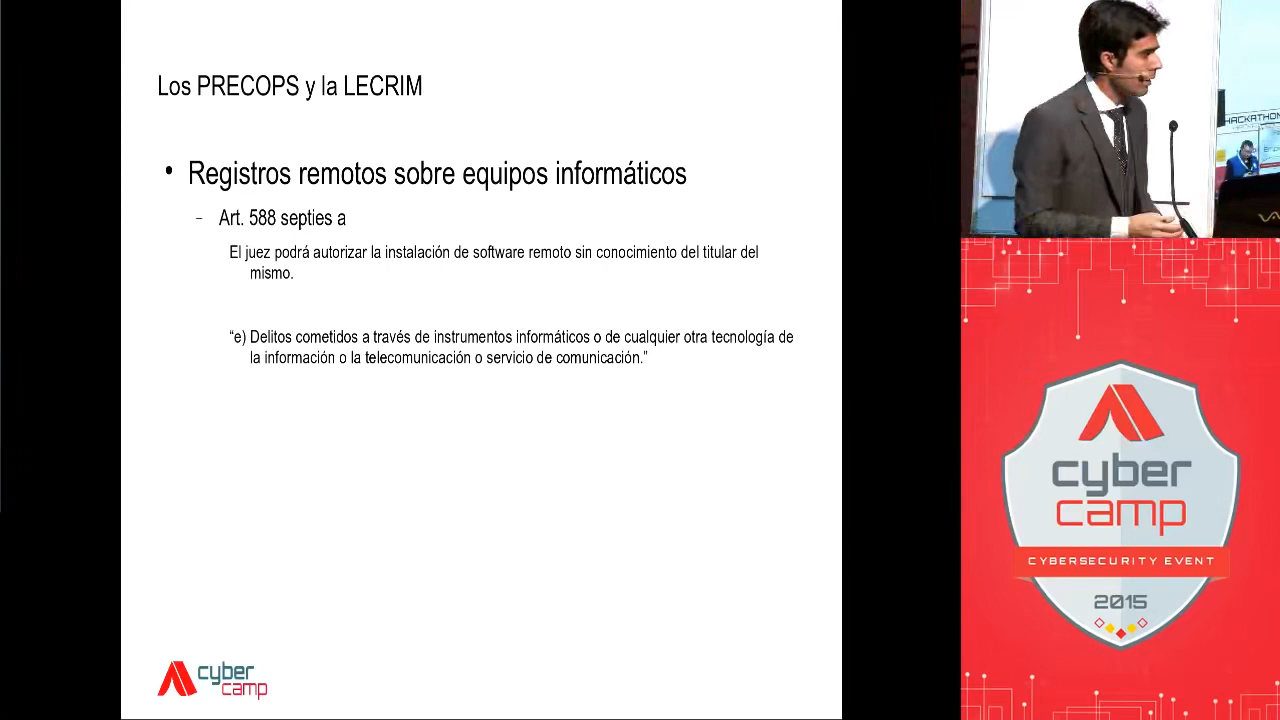 Los PRECOPS y la LECRIM
• Registros remotos sobre equipos informáticos
– Art. 588 septies a
El juez podrá autorizar la instalación de software remoto sin conocimiento del titular del
mismo.
“e) Delitos cometidos a través de instrumentos informáticos o de cualquier otra tecnología de
la información o la telecomunicación o servicio de comunicación.”
cyber
camp
HACKATHON
cyber
camp
CYBERSECURITY EVENT
2015